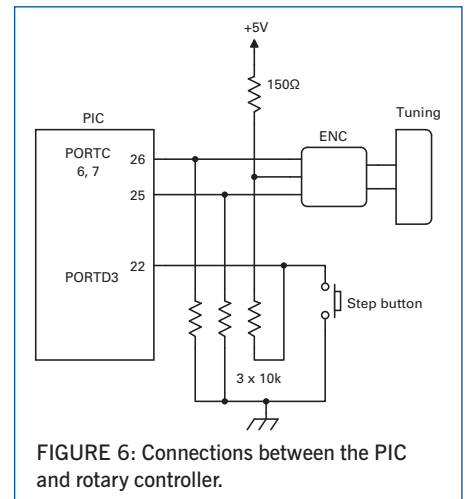 +5V
150Ω
Tuning
PIC
ENC
PORTC
6, 7
26
25
22
PORTD3
Step button
3 x 10k
FIGURE 6: Connections between the PIC
and rotary controller.